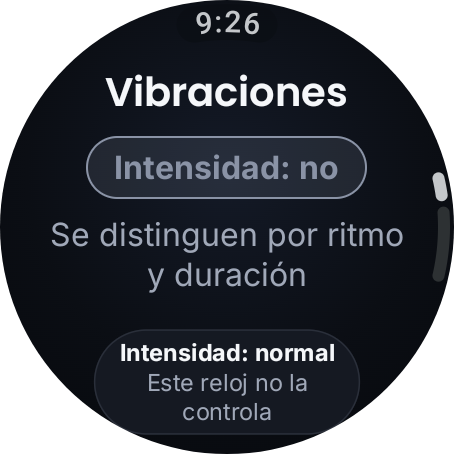 9:26
Vibraciones
Intensidad: no
Se distinguen por ritmo
y duración
Intensidad: normal
Este reloj no la
controla